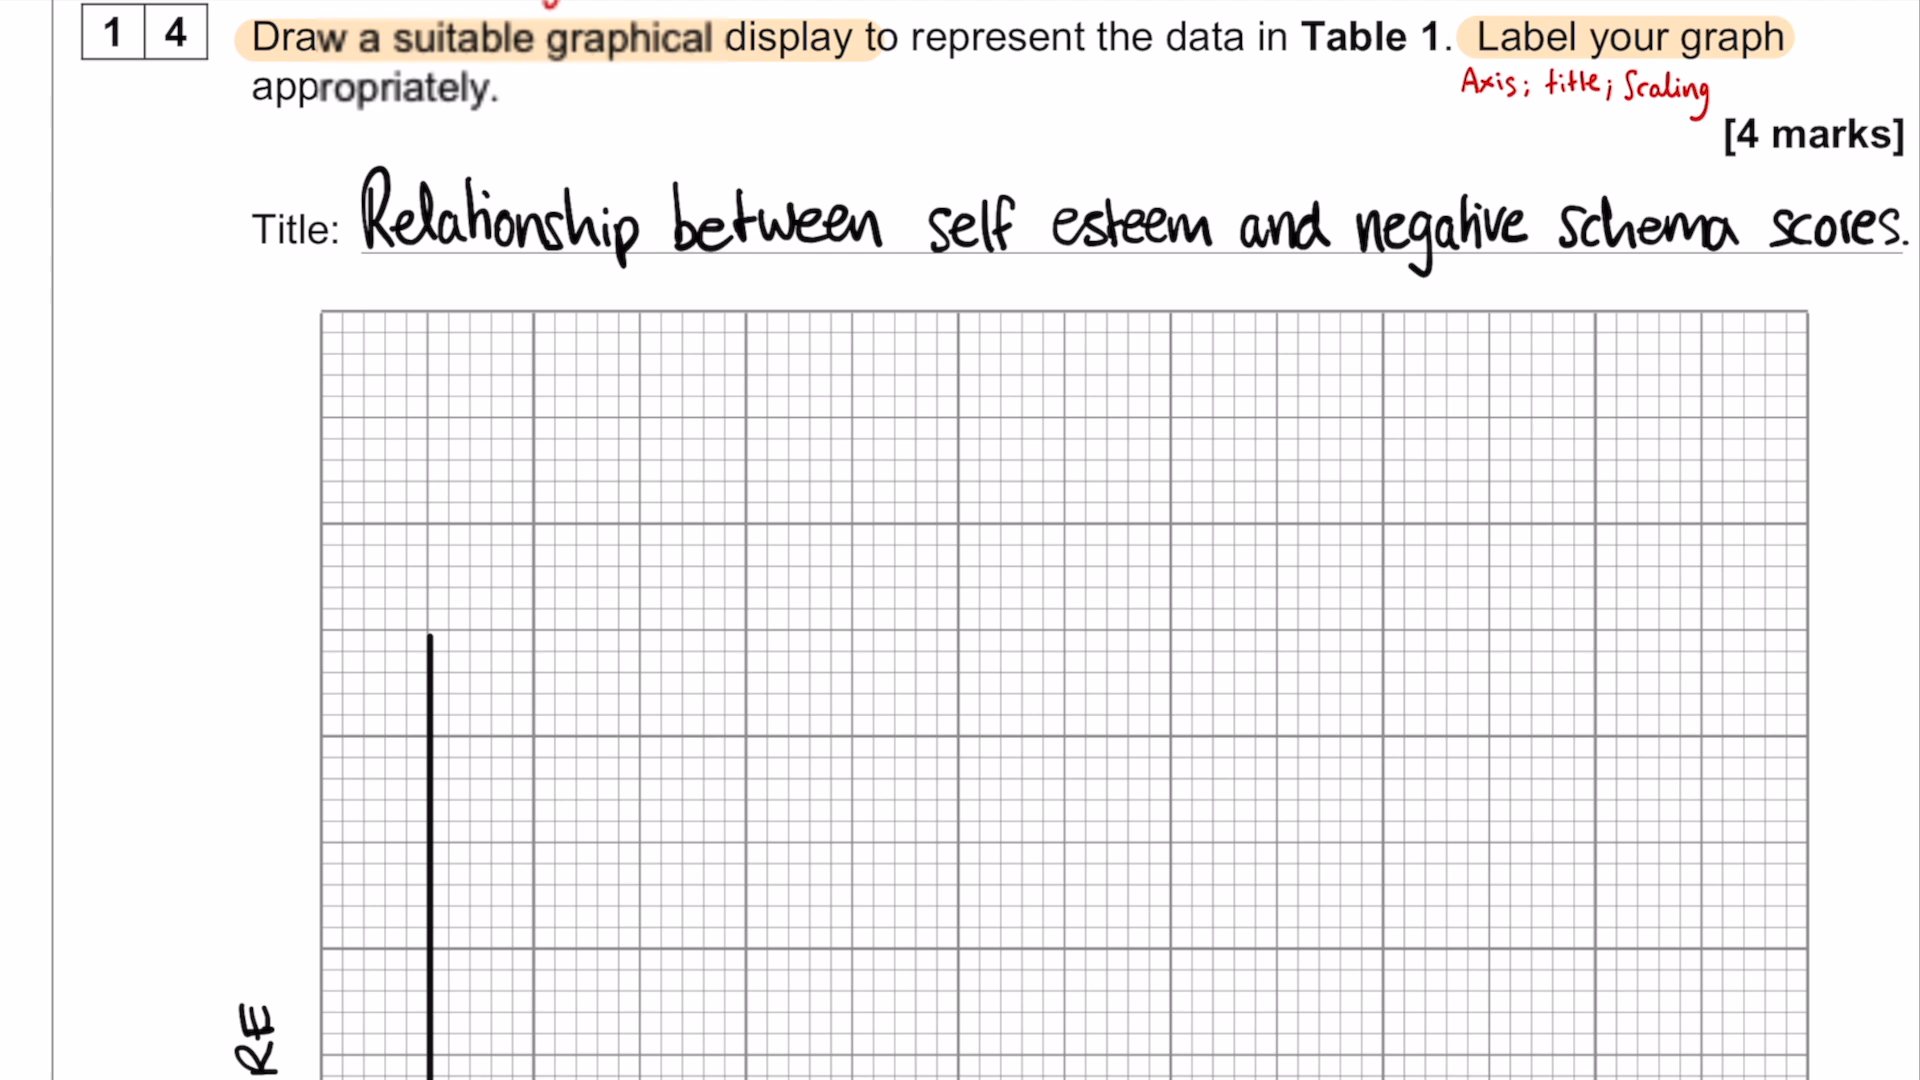 1 4 Draw a suitable graphical display to represent the data in Table 1. Label your graph
appropriately.
Axis; title; Scaling
[4 marks]
Title: Relationship between self esteem and negative schema scores.
RE